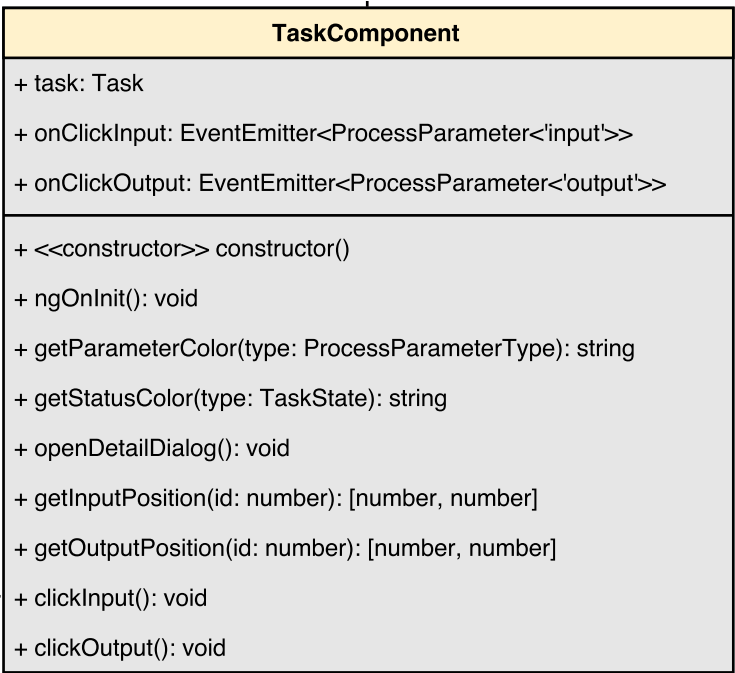 TaskComponent
+ task: Task
+ onClickInput: EventEmitter<ProcessParameter<'input'>>
+ onClickOutput: EventEmitter<ProcessParameter<'output'>>
+ <<constructor>> constructor()
+ ngOnInit(): void
+ getParameterColor(type: ProcessParameterType): string
+ getStatusColor(type: TaskState): string
+ openDetailDialog(): void
+ getInputPosition(id: number): [number, number]
+ getOutputPosition(id: number): [number, number]
+ clickInput(): void
+ clickOutput(): void